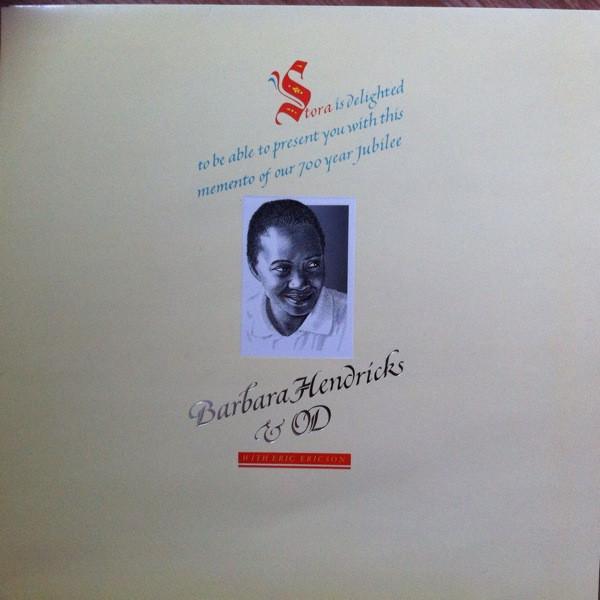 Stora is delighted
to be able to present you with this
memento of our 700 year Jubilee
Barbara Hendricks
& OD
WITH ERIC ERICSON